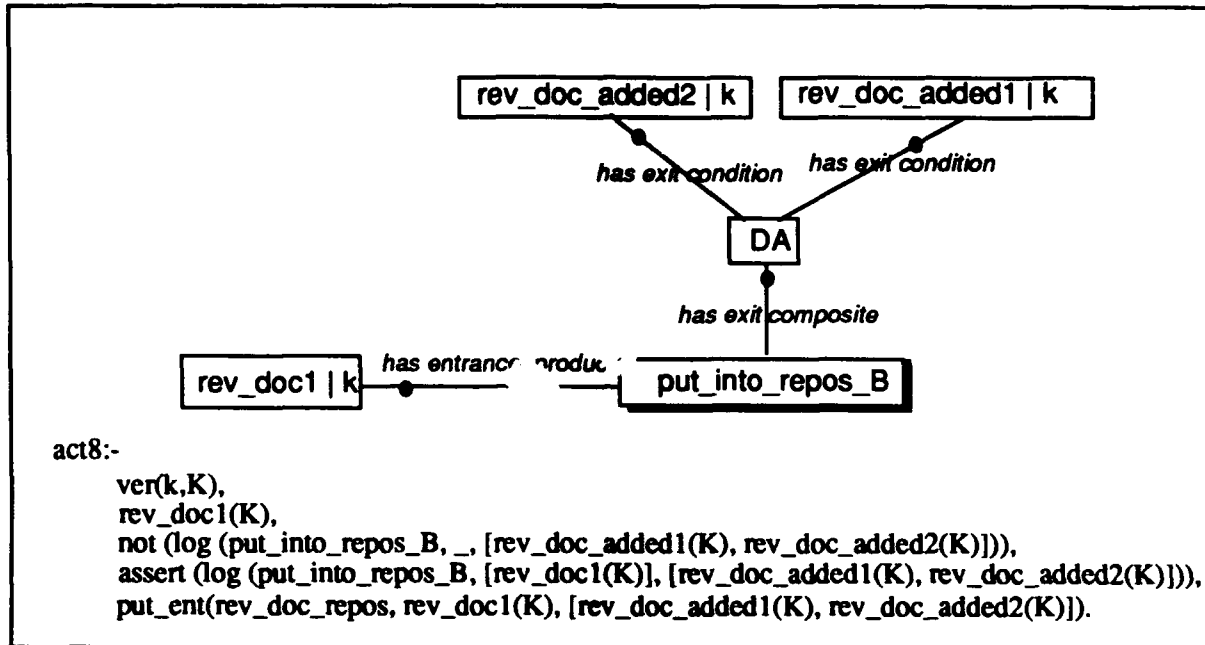 rev_doc_added2 | k rev_doc_added1 | k
has exit condition has exit condition
DA
has exit composite
rev_doc1 | k has entrance put_into_repos_B
act8:-
ver(k,K),
rev_doc1(K),
not (log (put_into_repos_B, _, [rev_doc_added1(K), rev_doc_added2(K)])),
assert (log (put_into_repos_B, [rev_doc1(K)], [rev_doc_added1(K), rev_doc_added2(K)])),
put_ent(rev_doc_repos, rev_doc1(K), [rev_doc_added1(K), rev_doc_added2(K)]).